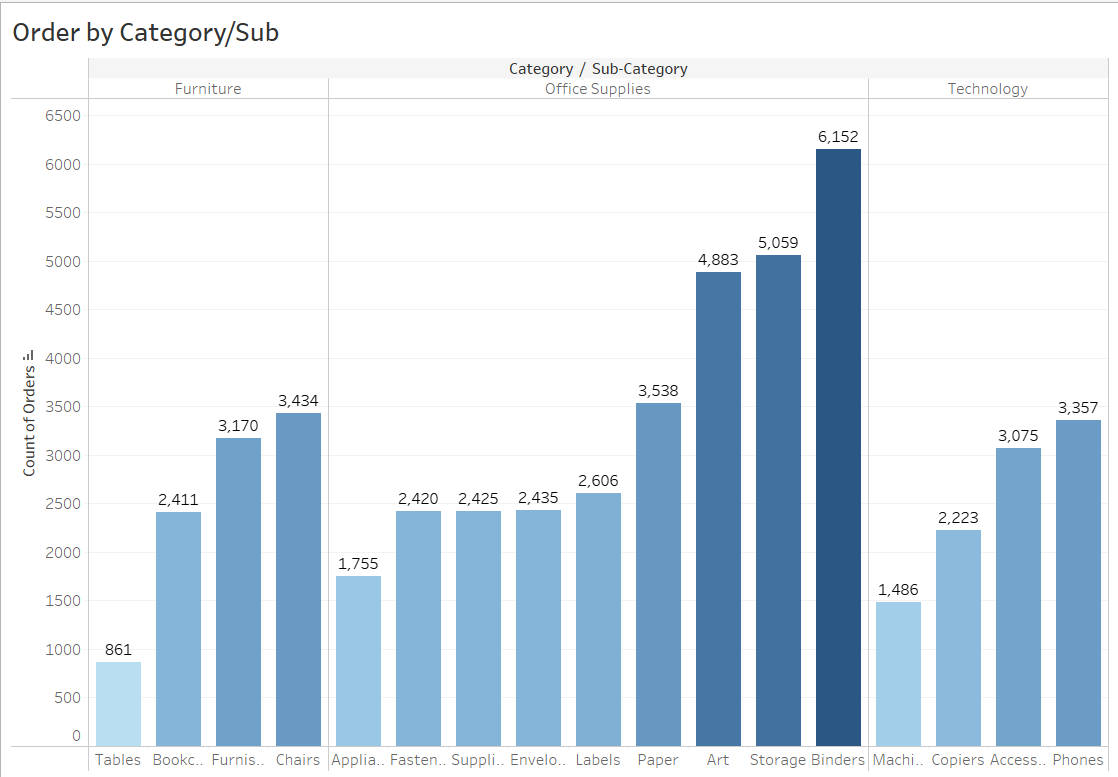 Order by Category/Sub
Category / Sub-Category
Furniture Office Supplies Technology
6500
6000
5500
5000
4500
4000
3500
3000
2500
2000
1500
1000
500
0
Count of Orders
861 2,411 3,170 3,434 1,755 2,420 2,425 2,435 2,606 3,538 4,883 5,059 6,152 1,486 2,223 3,075 3,357
Tables Bookc.. Furnis.. Chairs Applia.. Fasten.. Suppli.. Envelo.. Labels Paper Art Storage Binders Machi.. Copiers Access.. Phones